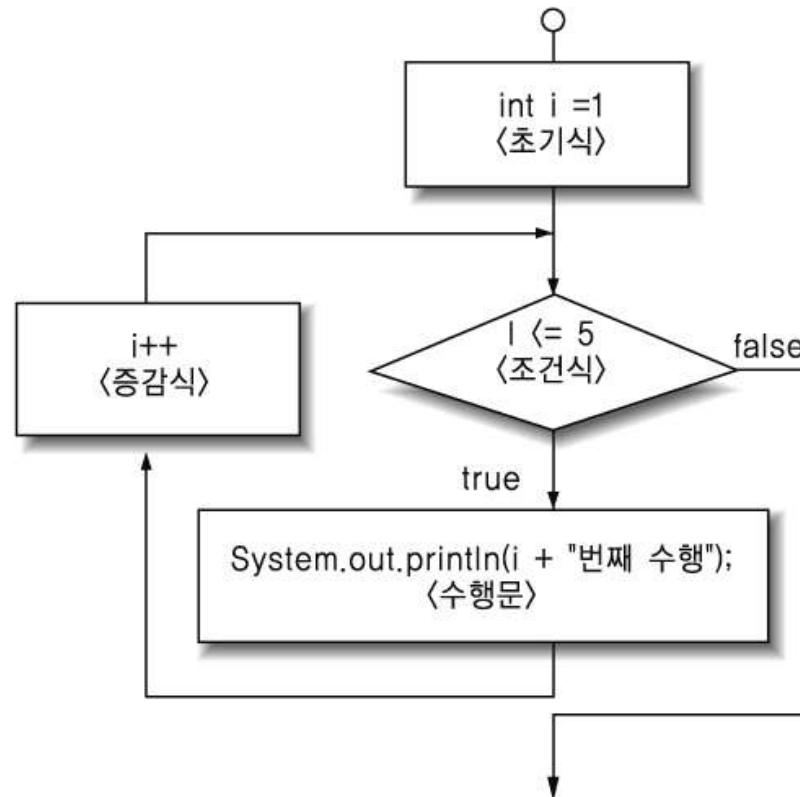 int i =1
〈초기식〉
I 〈= 5
〈조건식〉
false
i++
〈증감식〉
true
System.out.println(i + "번째 수행");
〈수행문〉